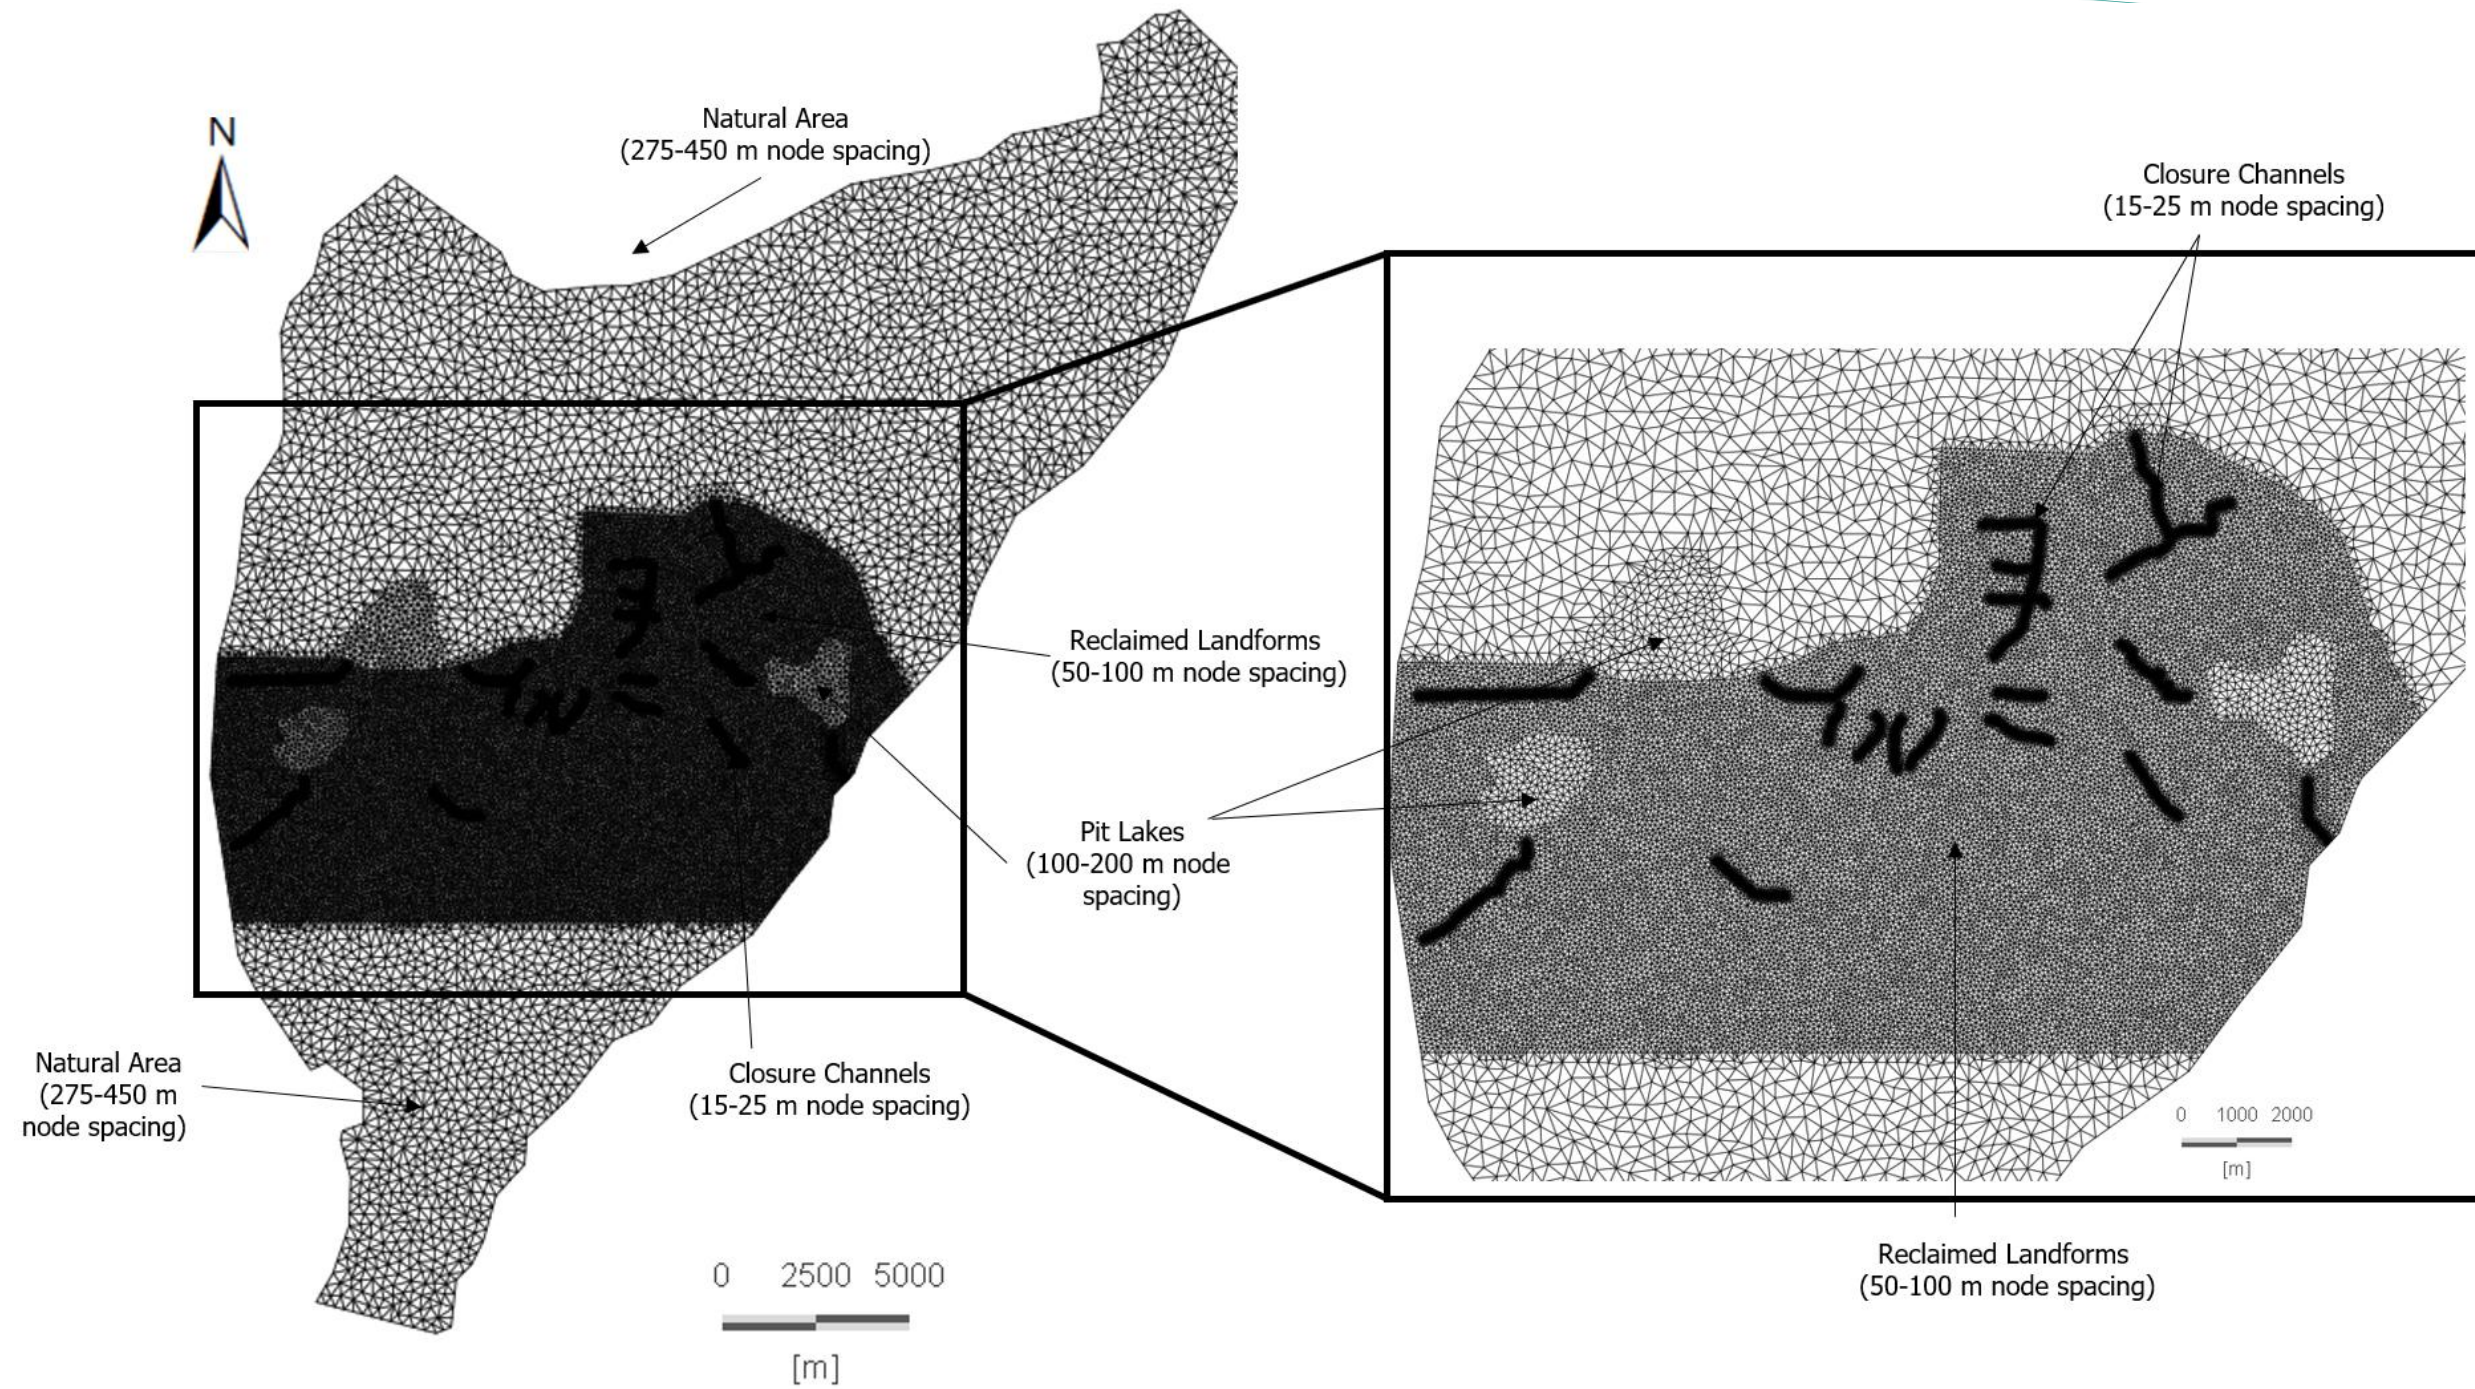 N
Natural Area
(275-450 m node spacing)
Closure Channels
(15-25 m node spacing)
Reclaimed Landforms
(50-100 m node spacing)
Pit Lakes
(100-200 m node
spacing)
Natural Area
(275-450 m
node spacing)
Closure Channels
(15-25 m node spacing)
0 1000 2000
[m]
Reclaimed Landforms
(50-100 m node spacing)
0 2500 5000
[m]